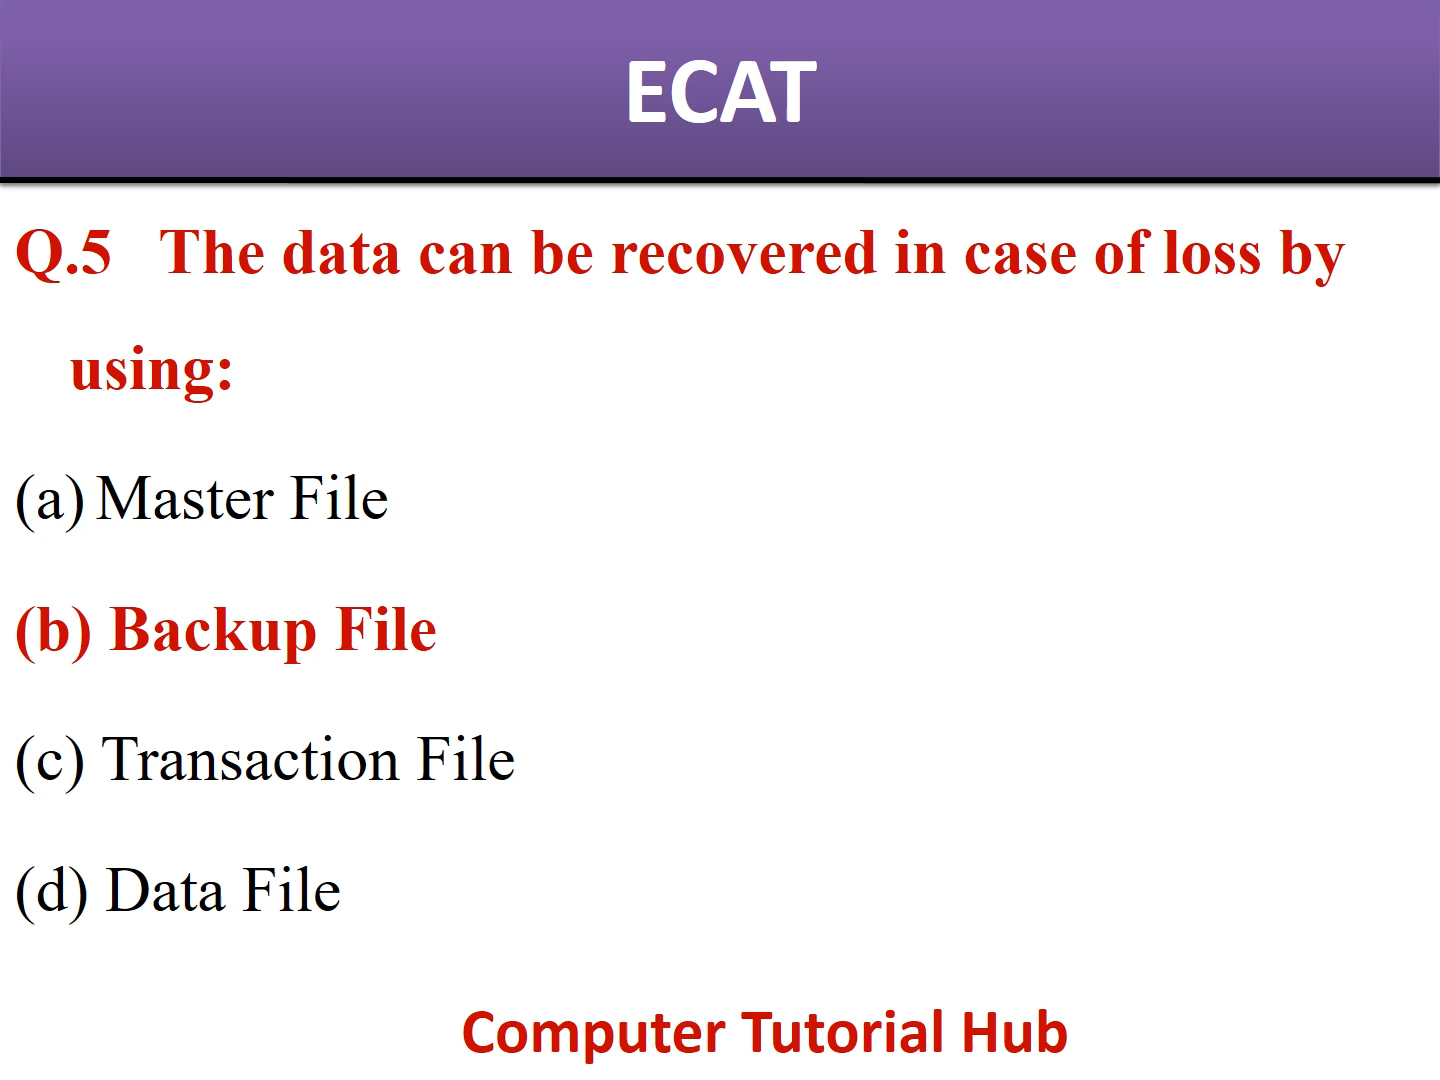 ECAT
Q.5 The data can be recovered in case of loss by
using:
(a) Master File
(b) Backup File
(c) Transaction File
(d) Data File
Computer Tutorial Hub